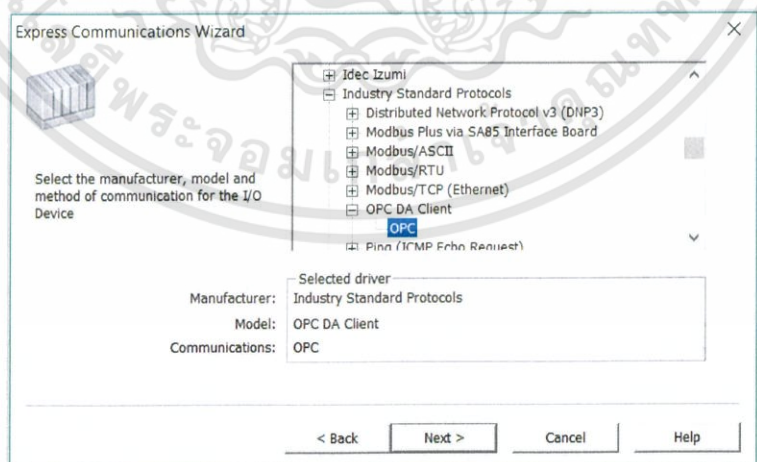 Express Communications Wizard
Idec Izumi
Industry Standard Protocols
Distributed Network Protocol v3 (DNP3)
Modbus Plus via SA85 Interface Board
Modbus/ASCII
Modbus/RTU
Modbus/TCP (Ethernet)
OPC DA Client
OPC
Ping (ICMP Echo Request)
Select the manufacturer, model and
method of communication for the I/O
Device
Selected driver
Manufacturer: Industry Standard Protocols
Model: OPC DA Client
Communications: OPC
< Back Next > Cancel Help